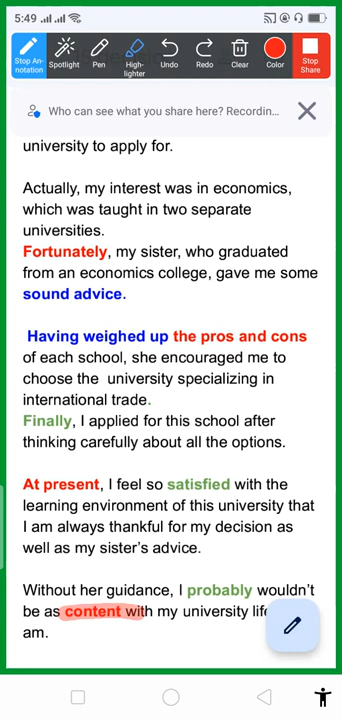 5:49
Stop An-
notation
Spotlight
Pen
High-
lighter
Undo
Redo
Clear
Color
Stop
Share
Who can see what you share here? Recordin...
university to apply for.
Actually, my interest was in economics,
which was taught in two separate
universities.
Fortunately, my sister, who graduated
from an economics college, gave me some
sound advice.
Having weighed up the pros and cons
of each school, she encouraged me to
choose the university specializing in
international trade.
Finally, I applied for this school after
thinking carefully about all the options.
At present, I feel so satisfied with the
learning environment of this university that
I am always thankful for my decision as
well as my sister's advice.
Without her guidance, I probably wouldn't
be as content with my university
am.